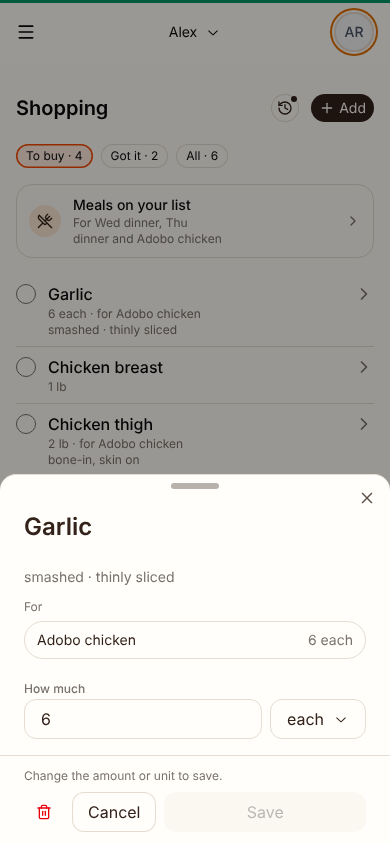 Alex
AR
Shopping
Add
To buy · 4
Got it · 2
All · 6
Meals on your list
For Wed dinner, Thu
dinner and Adobo chicken
Garlic
6 each · for Adobo chicken
smashed · thinly sliced
Chicken breast
1 lb
Chicken thigh
2 lb · for Adobo chicken
bone-in, skin on
Garlic
smashed · thinly sliced
For
Adobo chicken
6 each
How much
6
each
Change the amount or unit to save.
Cancel
Save